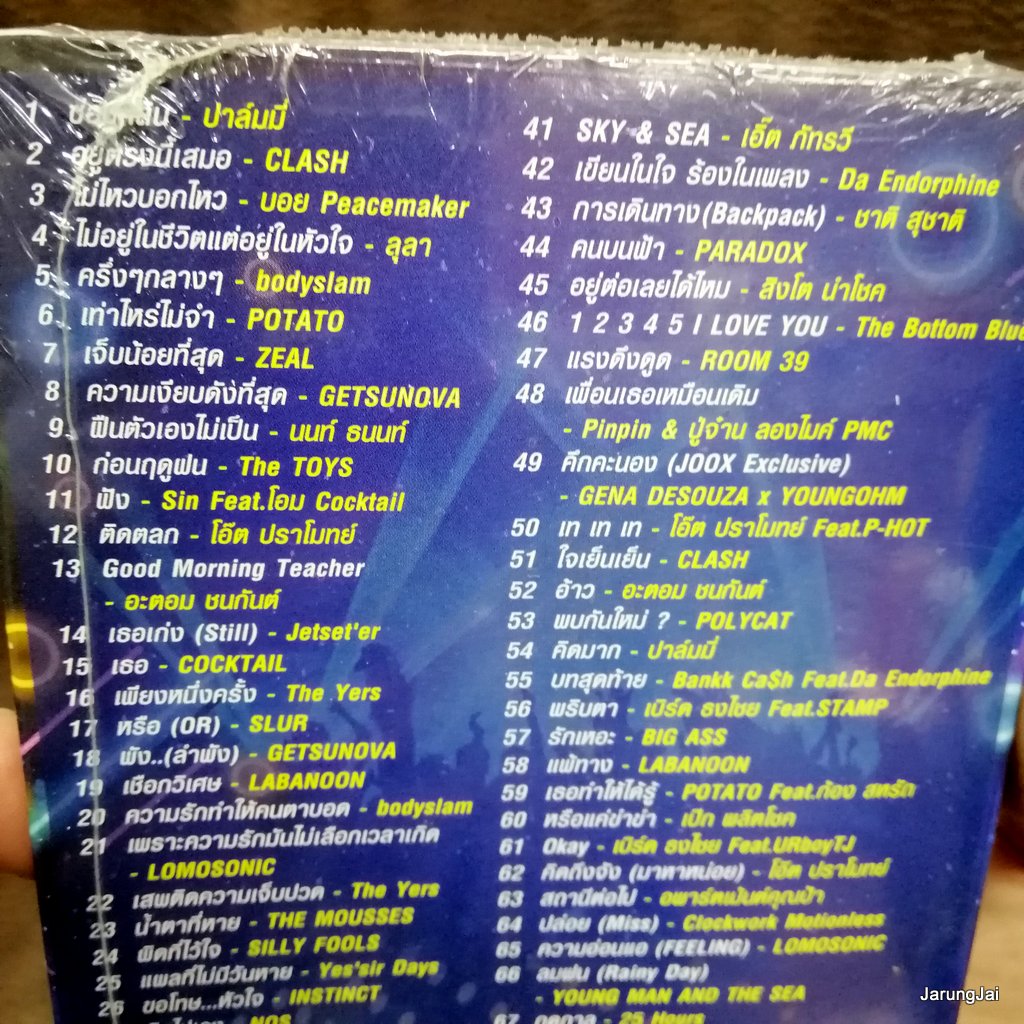 1 - ปาล์มมี่
2 อยู่ตรงนี้เสมอ - CLASH
3 ไม่ไหวบอกไหว - บอย Peacemaker
4 ไม่อยู่ในชีวิตแต่อยู่ในหัวใจ - ลุลา
5 ครึ่งๆกลางๆ - bodyslam
6 เท่าไหร่ไม่จำ - POTATO
7 เจ็บน้อยที่สุด - ZEAL
8 ความเงียบดังที่สุด - GETSUNOVA
9 ฝืนตัวเองไม่เป็น - นนท์ ธนนท์
10 ก่อนฤดูฝน - The TOYS
11 ฟัง - Sin Feat.โอม Cocktail
12 ติดตลก - โอ๊ต ปราโมทย์
13 Good Morning Teacher
- อะตอม ชนกันต์
14 เธอเก่ง (Still) - Jetset'er
15 เธอ - COCKTAIL
16 เพียงหนึ่งครั้ง - The Yers
17 หรือ (OR) - SLUR
18 พัง..(ลำพัง) - GETSUNOVA
19 เชือกวิเศษ - LABANOON
20 ความรักทำให้คนตาบอด - bodyslam
21 เพราะความรักมันไม่เลือกเวลาเกิด
- LOMOSONIC
22 เสพติดความเจ็บปวด - The Yers
23 น้ำตาที่หาย - THE MOUSSES
24 ผิดที่ไว้ใจ - SILLY FOOLS
25 แผลที่ไม่มีวันหาย - Yes'sir Days
26 ขอโทษ...หัวใจ - INSTINCT
- NOS
41 SKY & SEA - เอิ๊ต ภัทรวี
42 เขียนในใจ ร้องในเพลง - Da Endorphine
43 การเดินทาง(Backpack) - ชาติ สุชาติ
44 คนบนฟ้า - PARADOX
45 อยู่ต่อเลยได้ไหม - สิงโต นำโชค
46 1 2 3 4 5 I LOVE YOU - The Bottom Blue
47 แรงดึงดูด - ROOM 39
48 เพื่อนเธอเหมือนเดิม
- Pinpin & ปู่จ๋าน ลองไมค์ PMC
49 คึกคะนอง (JOOX Exclusive)
- GENA DESOUZA x YOUNGOHM
50 เท เท เท - โอ๊ต ปราโมทย์ Feat.P-HOT
51 ใจเย็นเย็น - CLASH
52 อ้าว - อะตอม ชนกันต์
53 พบกันใหม่ ? - POLYCAT
54 คิดมาก - ปาล์มมี่
55 บทสุดท้าย - Bankk Ca$h Feat.Da Endorphine
56 พริบตา - เบิร์ด ธงไชย Feat.STAMP
57 รักเหอะ - BIG ASS
58 แพ้ทาง - LABANOON
59 เธอทำให้ได้รู้ - POTATO Feat.ก้อง สหรัถ
60 หรือแค่ขำขำ - เป๊ก ผลิตโชค
61 Okay - เบิร์ด ธงไชย Feat.URboyTJ
62 คิดถึงจัง (มาหาหน่อย) - โอ๊ต ปราโมทย์
63 สถานีต่อไป - อพาร์ตเม้นต์คุณป้า
64 ปล่อย (Miss) - Clockwork Motionless
65 ความอ่อนแอ (FEELING) - LOMOSONIC
66 ลมฝน (Rainy Day)
- YOUNG MAN AND THE SEA
67 ฤดูกาล - 25 Hours
JarungJai